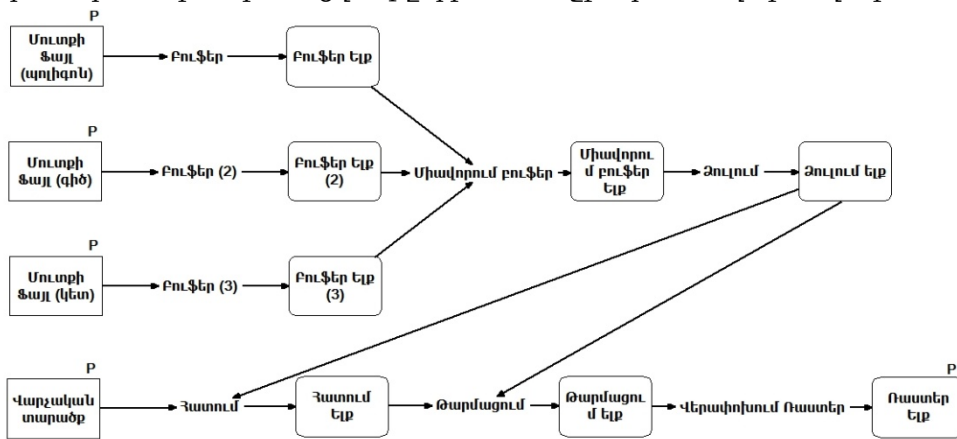 P
Մուտքի
Ֆայլ
(պոլիգոն)
Բուֆեր
Բուֆեր Ելք
P
Մուտքի
Ֆայլ (գիծ)
Բուֆեր (2)
Բուֆեր Ելք
(2)
Միավորում բուֆեր
Միավորու
մ բուֆեր
Ելք
Ձուլում
Ձուլում ելք
P
Մուտքի
Ֆայլ (կետ)
Բուֆեր (3)
Բուֆեր Ելք
(3)
P
Վարչական
տարածք
Հատում
Հատում
Ելք
Թարմացում
Թարմացու
մ ելք
Վերափոխում Ռաստեր
P
Ռաստեր
Ելք